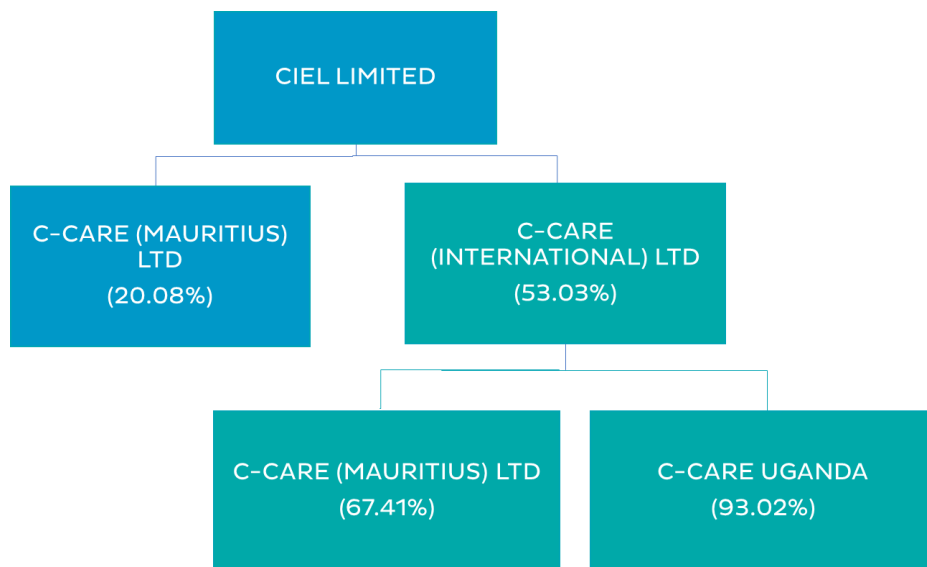 CIEL LIMITED
C-CARE (MAURITIUS)
LTD
(20.08%)
C-CARE
(INTERNATIONAL) LTD
(53.03%)
C-CARE (MAURITIUS) LTD
(67.41%)
C-CARE UGANDA
(93.02%)